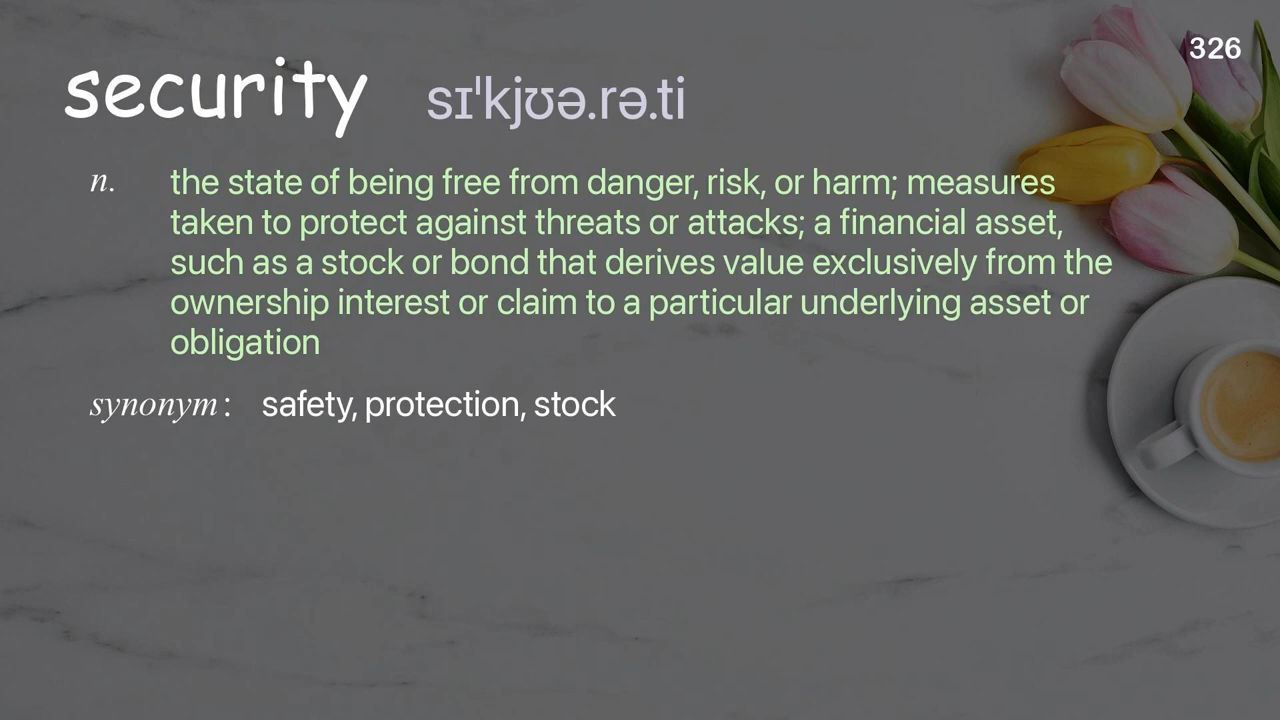 326
security sɪˈkjʊə.rə.ti
n. the state of being free from danger, risk, or harm; measures
taken to protect against threats or attacks; a financial asset,
such as a stock or bond that derives value exclusively from the
ownership interest or claim to a particular underlying asset or
obligation
synonym: safety, protection, stock